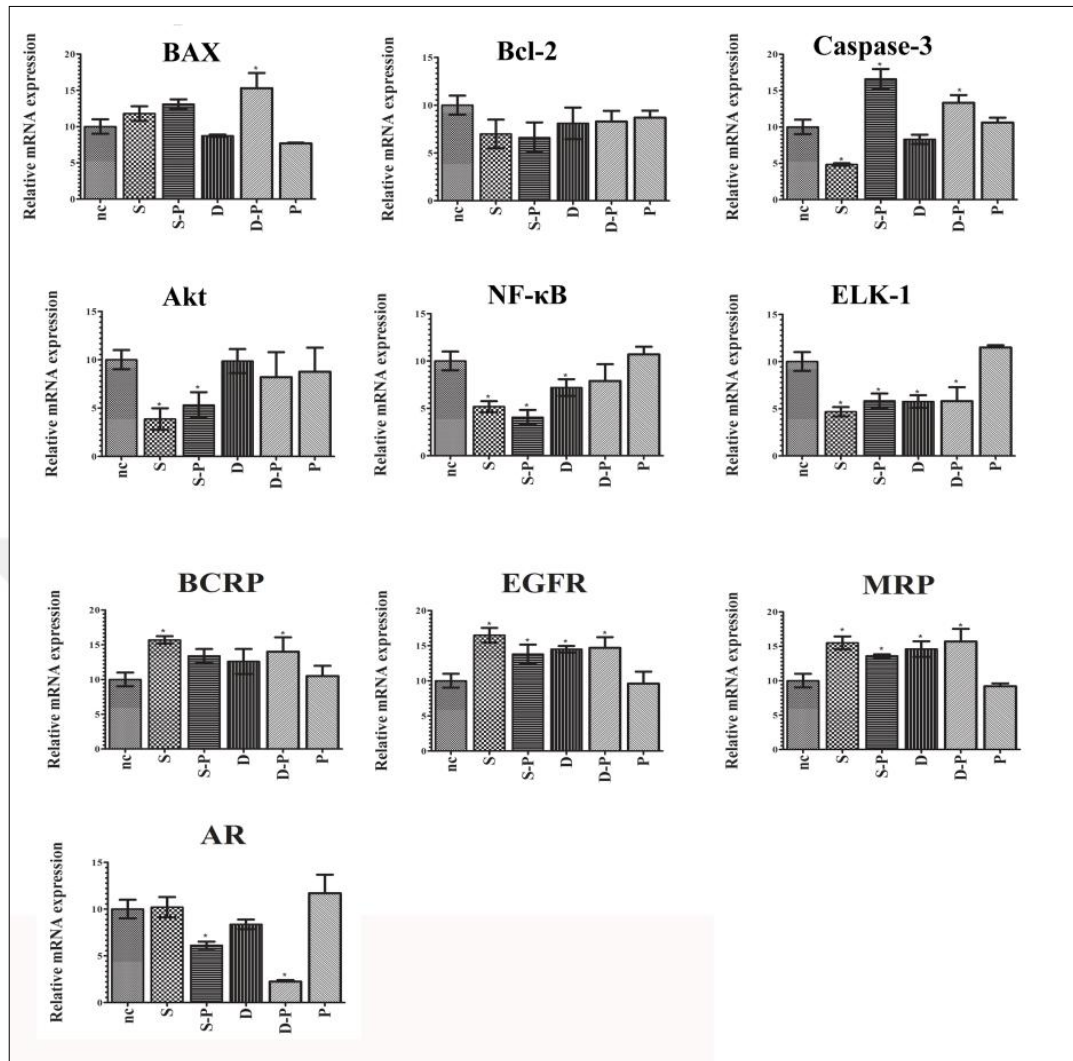 BAX
Relative mRNA expression
20
15
10
5
0
*
nc S S-P D D-P P
Bcl-2
Relative mRNA expression
15
10
5
0
nc S S-P D D-P P
Caspase-3
Relative mRNA expression
20
15
10
5
0
* * *
nc S S-P D D-P P
Akt
Relative mRNA expression
15
10
5
0
* *
nc S S-P D D-P P
NF-κB
Relative mRNA expression
15
10
5
0
* * *
nc S S-P D D-P P
ELK-1
Relative mRNA expression
15
10
5
0
* * * *
nc S S-P D D-P P
BCRP
Relative mRNA expression
20
15
10
5
0
* *
nc S S-P D D-P P
EGFR
Relative mRNA expression
20
15
10
5
0
* * * *
nc S S-P D D-P P
MRP
Relative mRNA expression
20
15
10
5
0
* * * *
nc S S-P D D-P P
AR
Relative mRNA expression
15
10
5
0
* *
nc S S-P D D-P P